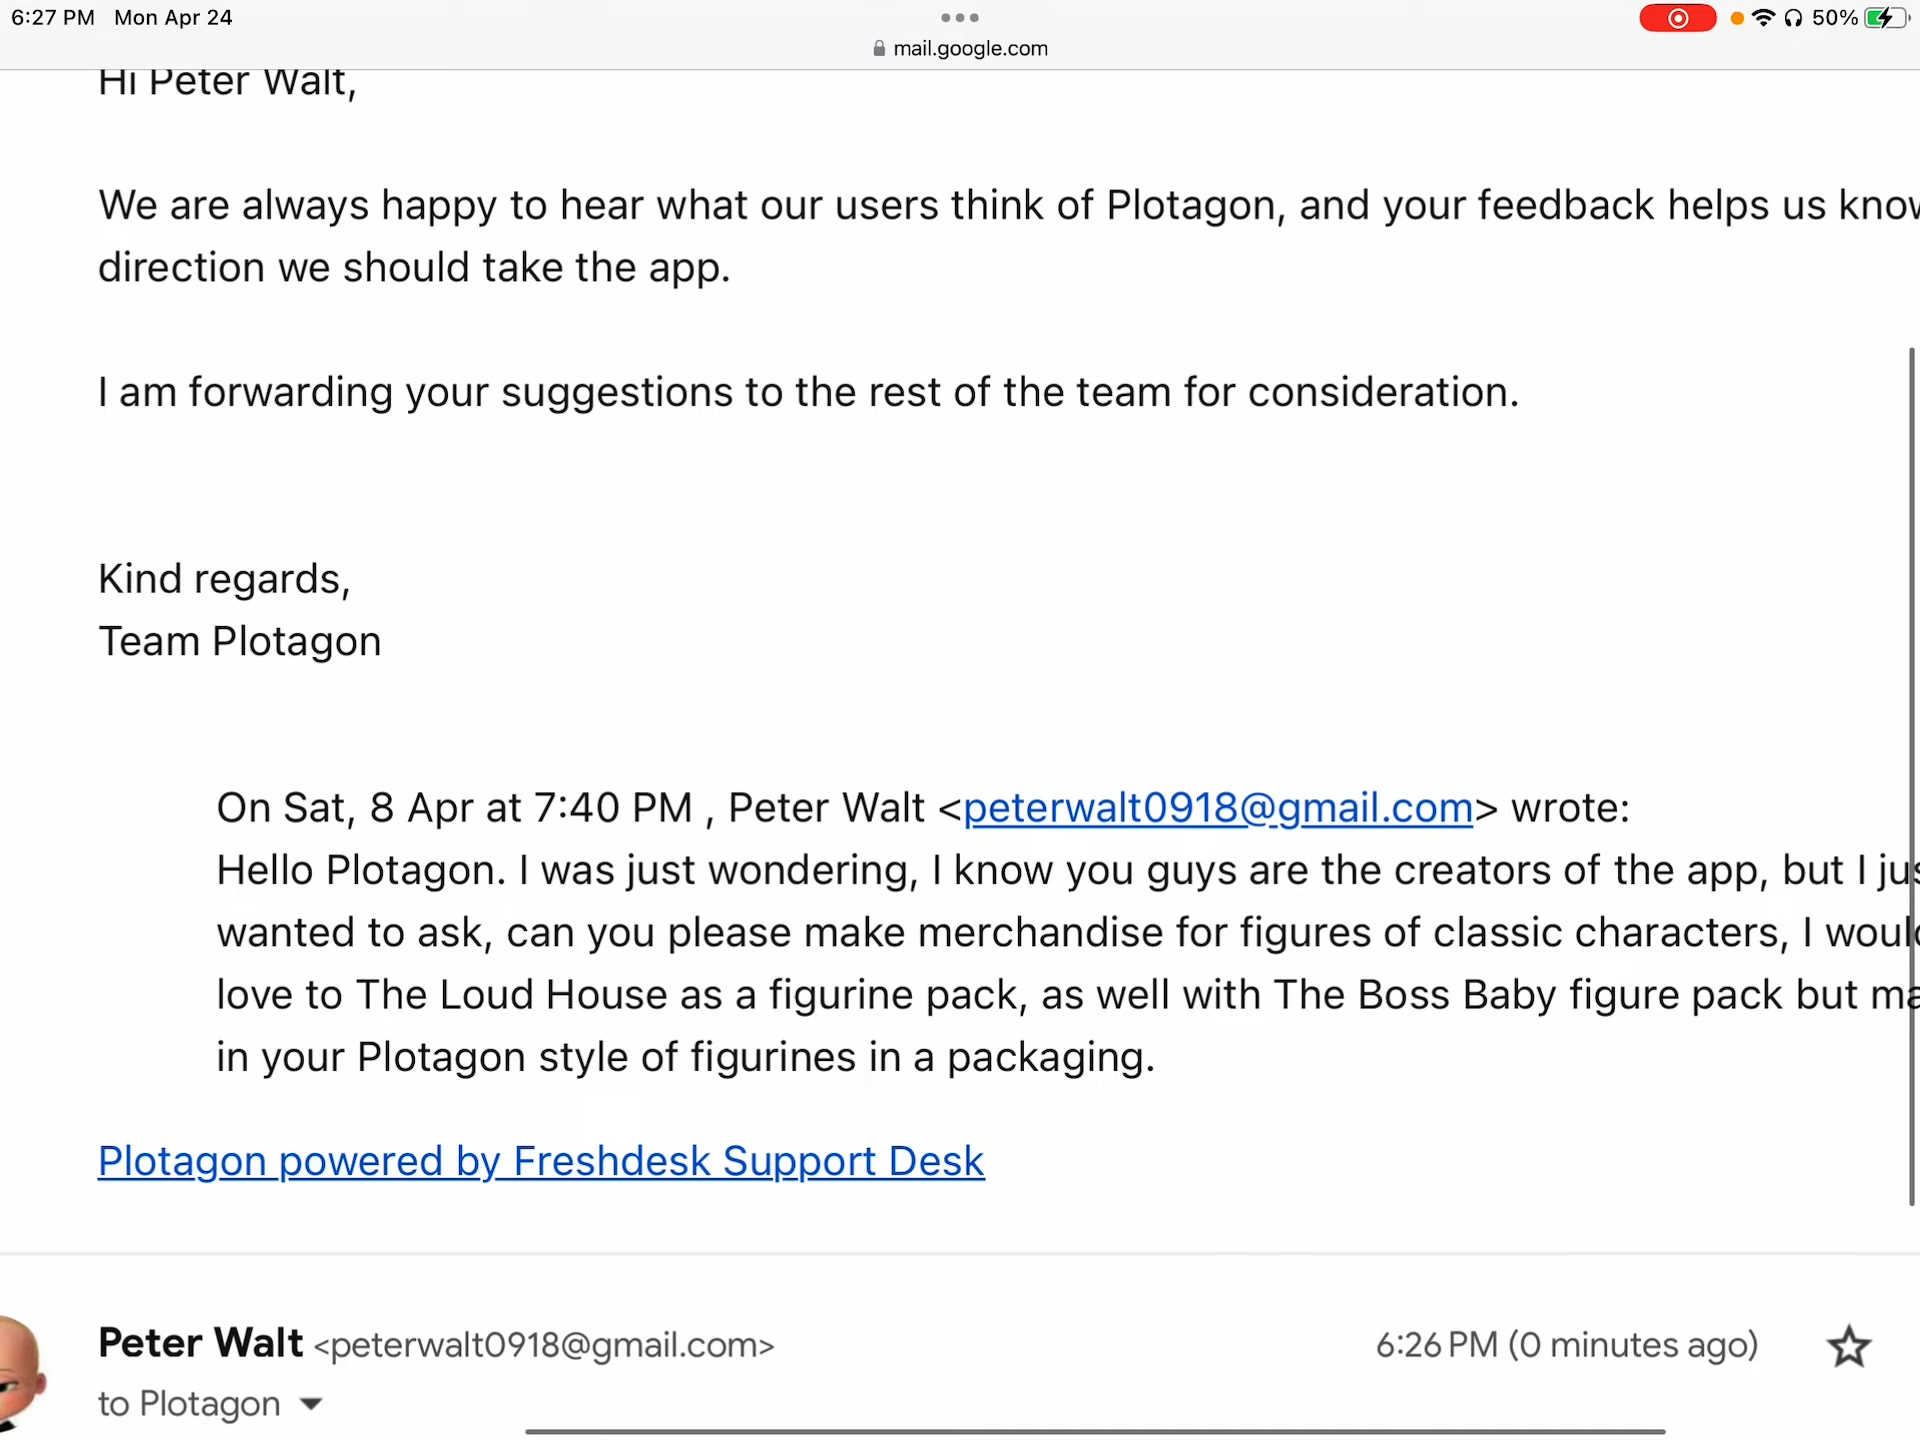 6:27 PM Mon Apr 24
50%
mail.google.com
Hi Peter Walt,
We are always happy to hear what our users think of Plotagon, and your feedback helps us know
direction we should take the app.
I am forwarding your suggestions to the rest of the team for consideration.
Kind regards,
Team Plotagon
On Sat, 8 Apr at 7:40 PM , Peter Walt <peterwalt0918@gmail.com> wrote:
Hello Plotagon. I was just wondering, I know you guys are the creators of the app, but I jus
wanted to ask, can you please make merchandise for figures of classic characters, I would
love to The Loud House as a figurine pack, as well with The Boss Baby figure pack but ma
in your Plotagon style of figurines in a packaging.
Plotagon powered by Freshdesk Support Desk
Peter Walt <peterwalt0918@gmail.com> 6:26 PM (0 minutes ago)
to Plotagon